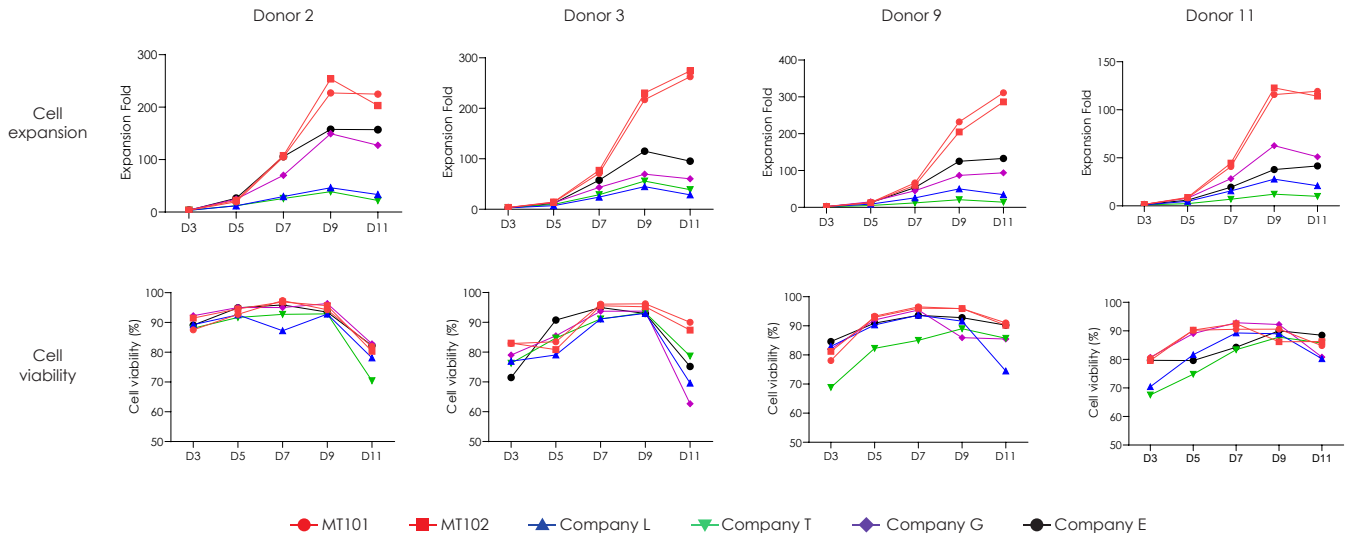 Donor 2
Donor 3
Donor 9
Donor 11
Cell
expansion
Expansion Fold
300
200
100
0
D3 D5 D7 D9 D11
Expansion Fold
300
200
100
0
D3 D5 D7 D9 D11
Expansion Fold
400
300
200
100
0
D3 D5 D7 D9 D11
Expansion Fold
150
100
50
0
D3 D5 D7 D9 D11
Cell
viability
Cell viability (%)
100
90
80
70
60
50
D3 D5 D7 D9 D11
Cell viability (%)
100
90
80
70
60
50
D3 D5 D7 D9 D11
Cell viability (%)
100
90
80
70
60
50
D3 D5 D7 D9 D11
Cell viability (%)
100
90
80
70
60
50
D3 D5 D7 D9 D11
MT101 MT102 Company L Company T Company G Company E